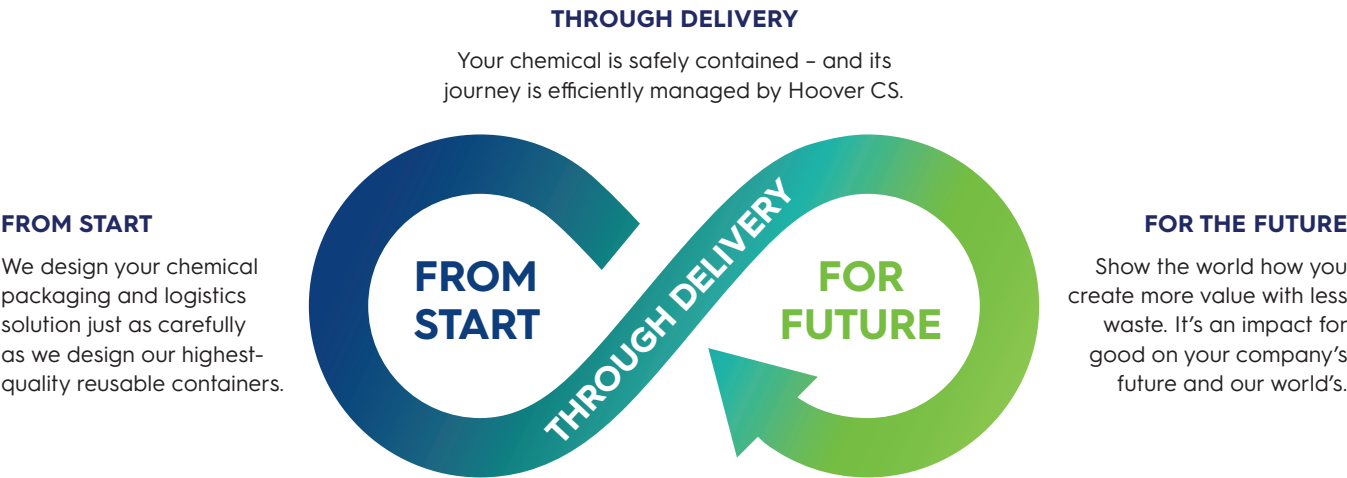 THROUGH DELIVERY
Your chemical is safely contained – and its
journey is efficiently managed by Hoover CS.
FROM START
We design your chemical
packaging and logistics
solution just as carefully
as we design our highest-
quality reusable containers.
FROM
START
THROUGH DELIVERY
FOR
FUTURE
FOR THE FUTURE
Show the world how you
create more value with less
waste. It’s an impact for
good on your company’s
future and our world’s.